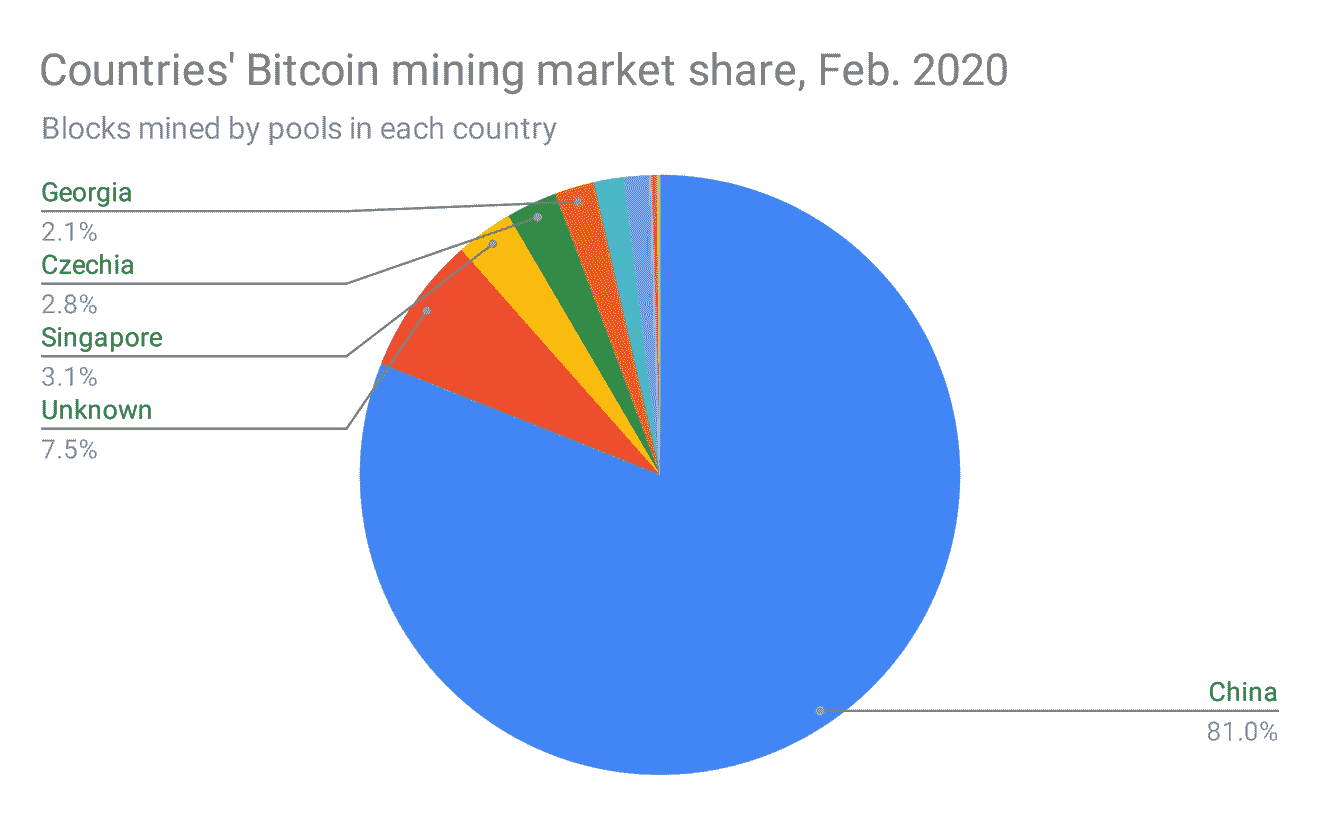 Countries' Bitcoin mining market share, Feb. 2020
Blocks mined by pools in each country
Georgia
2.1%
Czechia
2.8%
Singapore
3.1%
Unknown
7.5%
China
81.0%